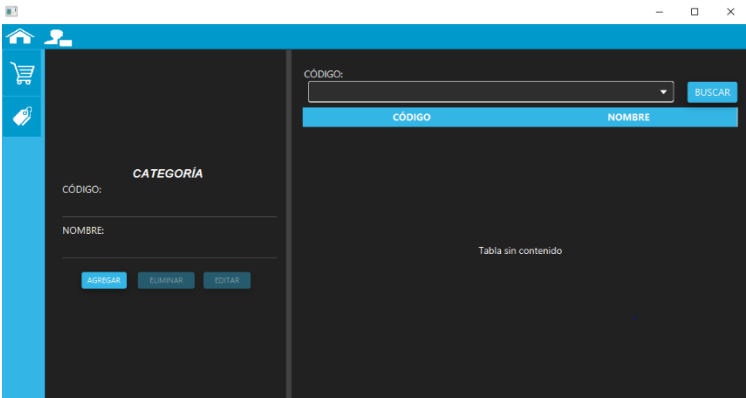 CATEGORÍA
CÓDIGO:
NOMBRE:
AGREGAR ELIMINAR EDITAR
CÓDIGO:
BUSCAR
CÓDIGO NOMBRE
Tabla sin contenido